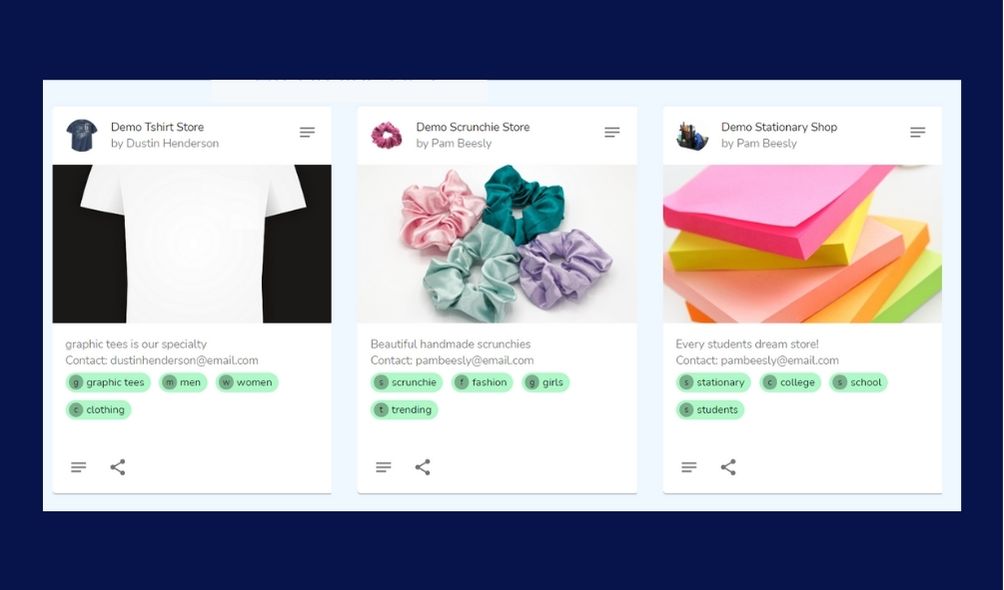 Demo Tshirt Store
by Dustin Henderson
graphic tees is our specialty
Contact: dustinhenderson@email.com
g graphic tees m men w women
c clothing
Demo Scrunchie Store
by Pam Beesly
Beautiful handmade scrunchies
Contact: pambeesly@email.com
s scrunchie f fashion g girls
t trending
Demo Stationary Shop
by Pam Beesly
Every students dream store!
Contact: pambeesly@email.com
s stationary c college s school
s students